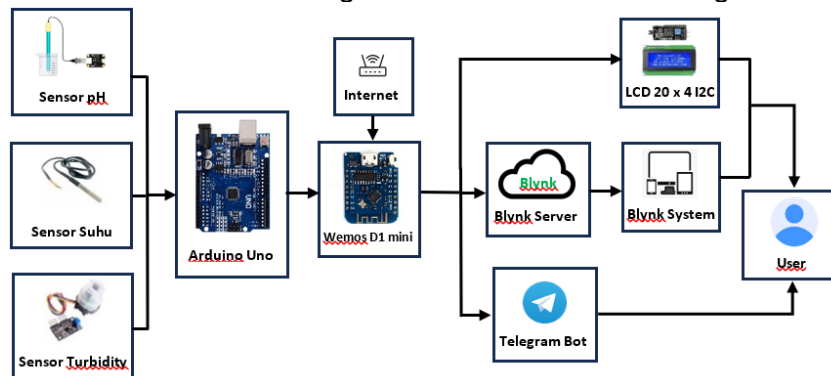 Sensor pH
Sensor Suhu
Sensor Turbidity
UNO
Arduino Uno
Internet
Wemos D1 mini
LCD 20 x 4 I2C
Blynk
Blynk Server
Blynk System
Telegram Bot
User